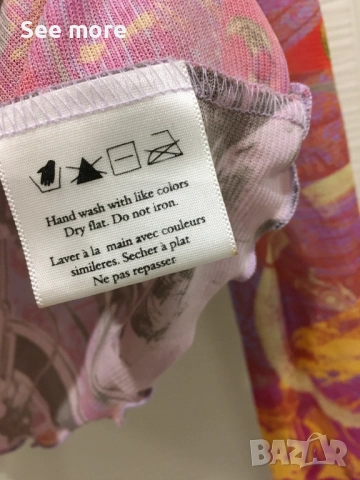 See more
Hand wash with like colors
Dry flat. Do not iron.
Laver à la main avec couleurs
simileres. Secher à plat
Ne pas repasser
BAZAR